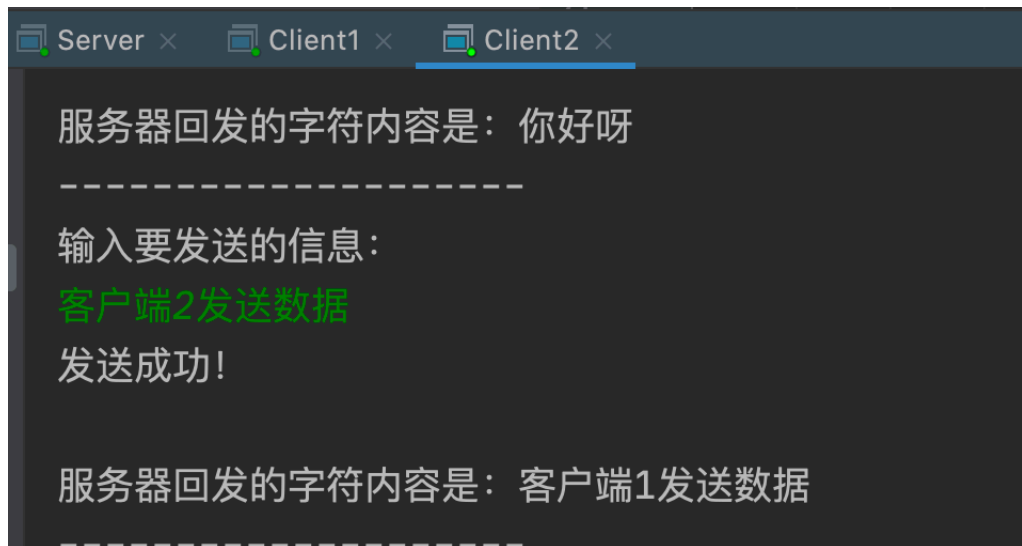 Server × Client1 × Client2 ×
服务器回发的字符内容是：你好呀
--------------------
输入要发送的信息：
客户端2发送数据
发送成功！
服务器回发的字符内容是：客户端1发送数据
--------------------